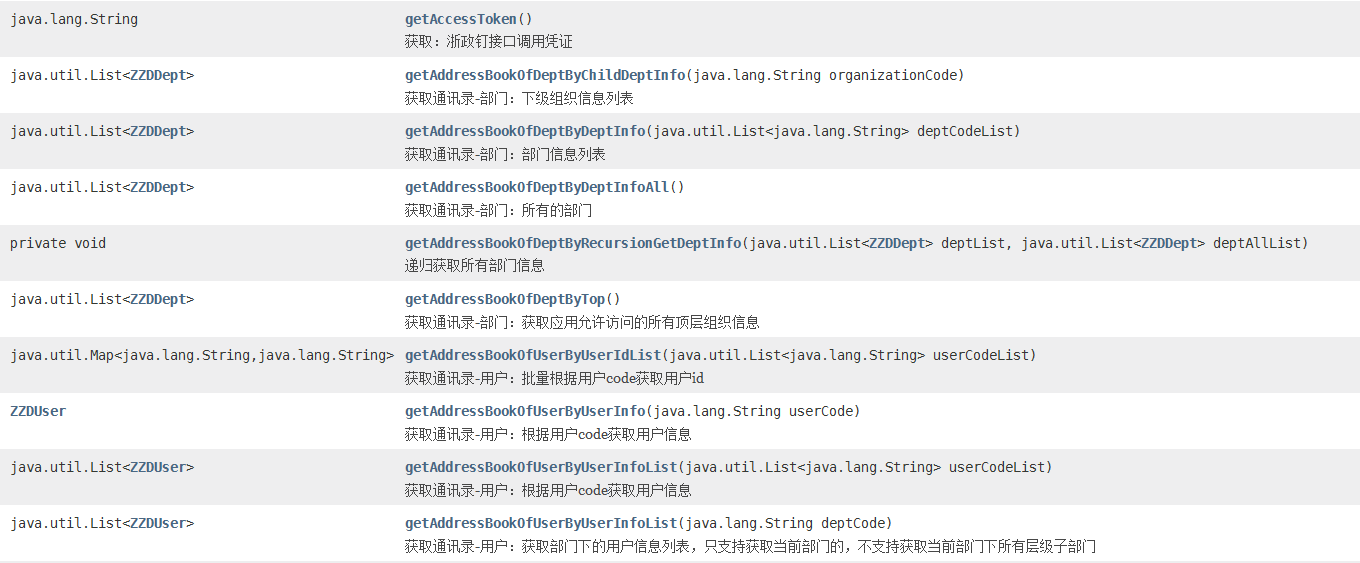 java.lang.String getAccessToken()
获取：浙政钉接口调用凭证
java.util.List<ZZDDept> getAddressBookOfDeptByChildDeptInfo(java.lang.String organizationCode)
获取通讯录-部门：下级组织信息列表
java.util.List<ZZDDept> getAddressBookOfDeptByDeptInfo(java.util.List<java.lang.String> deptCodeList)
获取通讯录-部门：部门信息列表
java.util.List<ZZDDept> getAddressBookOfDeptByDeptInfoAll()
获取通讯录-部门：所有的部门
private void getAddressBookOfDeptByRecursionGetDeptInfo(java.util.List<ZZDDept> deptList, java.util.List<ZZDDept> deptAllList)
递归获取所有部门信息
java.util.List<ZZDDept> getAddressBookOfDeptByTop()
获取通讯录-部门：获取应用允许访问的所有顶层组织信息
java.util.Map<java.lang.String,java.lang.String> getAddressBookOfUserByUserIdList(java.util.List<java.lang.String> userCodeList)
获取通讯录-用户：批量根据用户code获取用户id
ZZDUser getAddressBookOfUserByUserInfo(java.lang.String userCode)
获取通讯录-用户：根据用户code获取用户信息
java.util.List<ZZDUser> getAddressBookOfUserByUserInfoList(java.util.List<java.lang.String> userCodeList)
获取通讯录-用户：根据用户code获取用户信息
java.util.List<ZZDUser> getAddressBookOfUserByUserInfoList(java.lang.String deptCode)
获取通讯录-用户：获取部门下的用户信息列表，只支持获取当前部门的，不支持获取当前部门下所有层级子部门